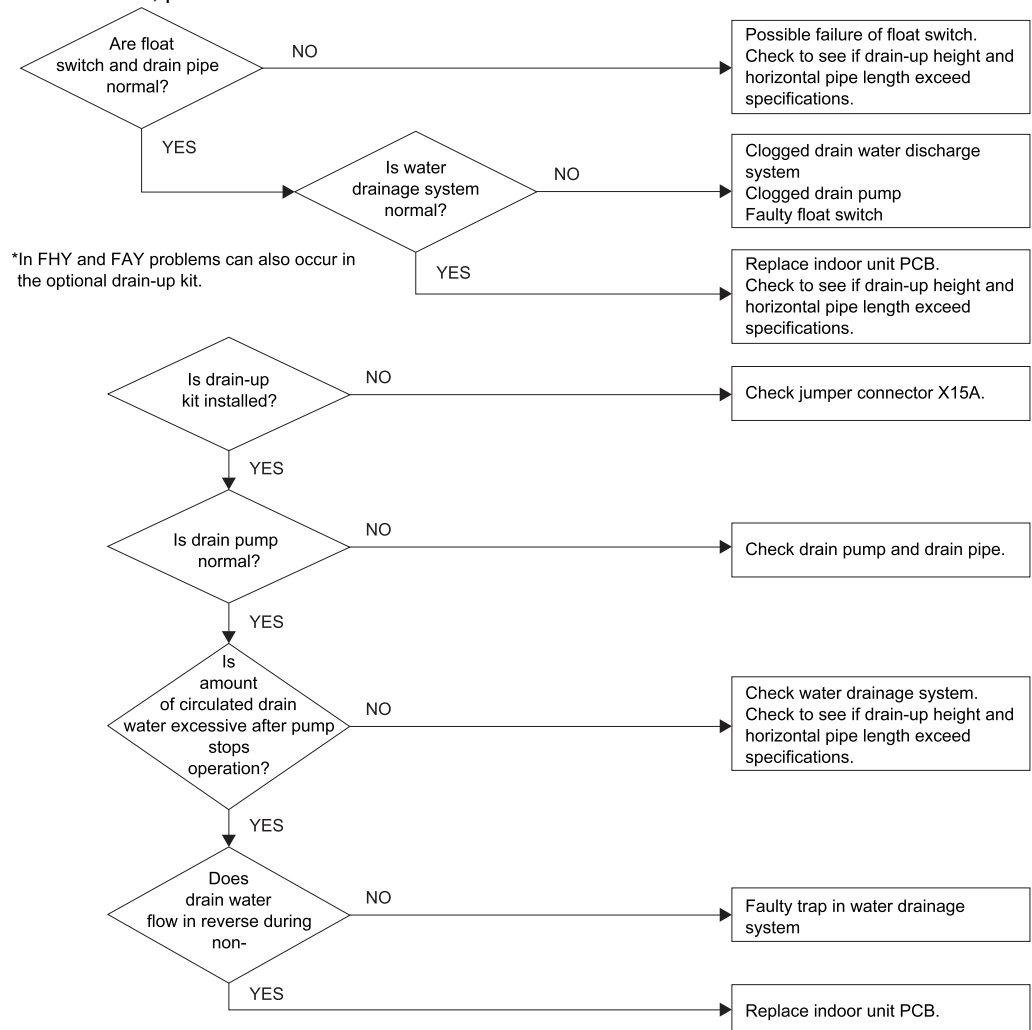 Are float
switch and drain pipe
normal?
NO
Possible failure of float switch.
Check to see if drain-up height and
horizontal pipe length exceed
specifications.
YES
Is water
drainage system
normal?
NO
Clogged drain water discharge
system
Clogged drain pump
Faulty float switch
*In FHY and FAY problems can also occur in
the optional drain-up kit.
YES
Replace indoor unit PCB.
Check to see if drain-up height and
horizontal pipe length exceed
specifications.
Is drain-up
kit installed?
NO
Check jumper connector X15A.
YES
Is drain pump
normal?
NO
Check drain pump and drain pipe.
YES
Is
amount
of circulated drain
water excessive after pump
stops
operation?
NO
Check water drainage system.
Check to see if drain-up height and
horizontal pipe length exceed
specifications.
YES
Does
drain water
flow in reverse during
non-
NO
Faulty trap in water drainage
system
YES
Replace indoor unit PCB.